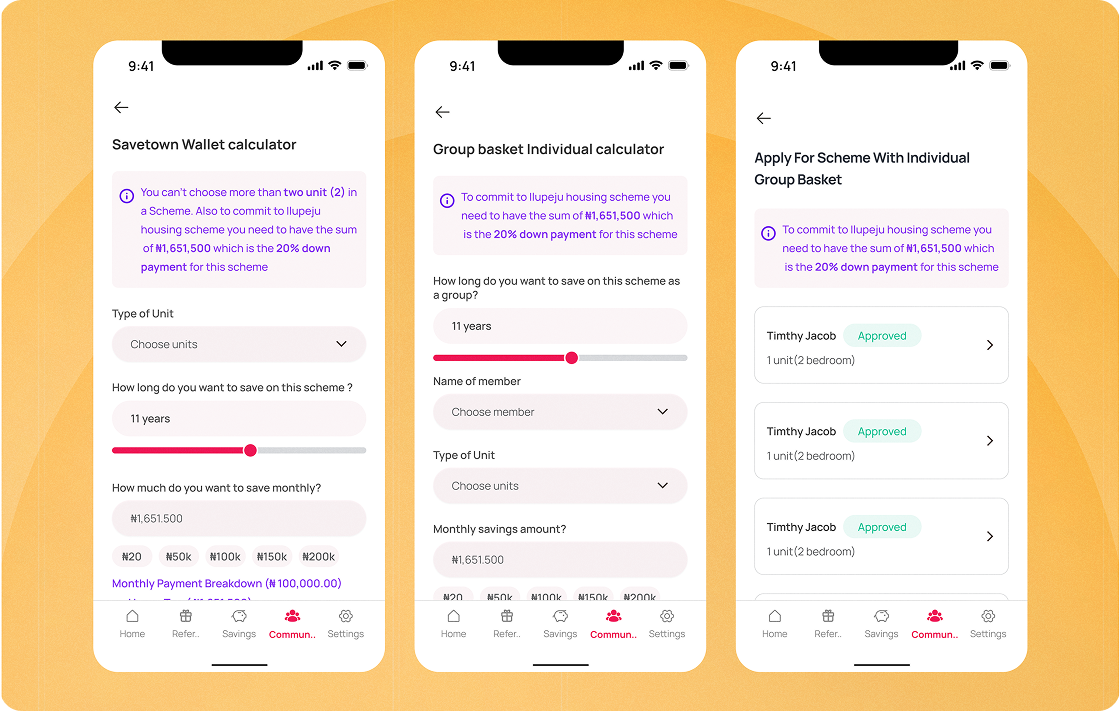 9:41
Savetown Wallet calculator
You can't choose more than two unit (2) in
a Scheme. Also to commit to Ilupeju
housing scheme you need to have the sum
of ₦1,651,500 which is the 20% down
payment for this scheme
Type of Unit
Choose units
How long do you want to save on this scheme ?
11 years
How much do you want to save monthly?
₦1,651.500
₦20 ₦50k ₦100k ₦150k ₦200k
Monthly Payment Breakdown (₦ 100,000.00)
Home Refer.. Savings Commun.. Settings
9:41
Group basket Individual calculator
To commit to Ilupeju housing scheme you
need to have the sum of ₦1,651,500 which
is the 20% down payment for this scheme
How long do you want to save on this scheme as
a group?
11 years
Name of member
Choose member
Type of Unit
Choose units
Monthly savings amount?
₦1,651.500
₦20 ₦50k ₦100k ₦150k ₦200k
Home Refer.. Savings Commun.. Settings
9:41
Apply For Scheme With Individual
Group Basket
To commit to Ilupeju housing scheme you
need to have the sum of ₦1,651,500 which
is the 20% down payment for this scheme
Timthy Jacob Approved
1 unit(2 bedroom)
Timthy Jacob Approved
1 unit(2 bedroom)
Timthy Jacob Approved
1 unit(2 bedroom)
Home Refer.. Savings Commun.. Settings